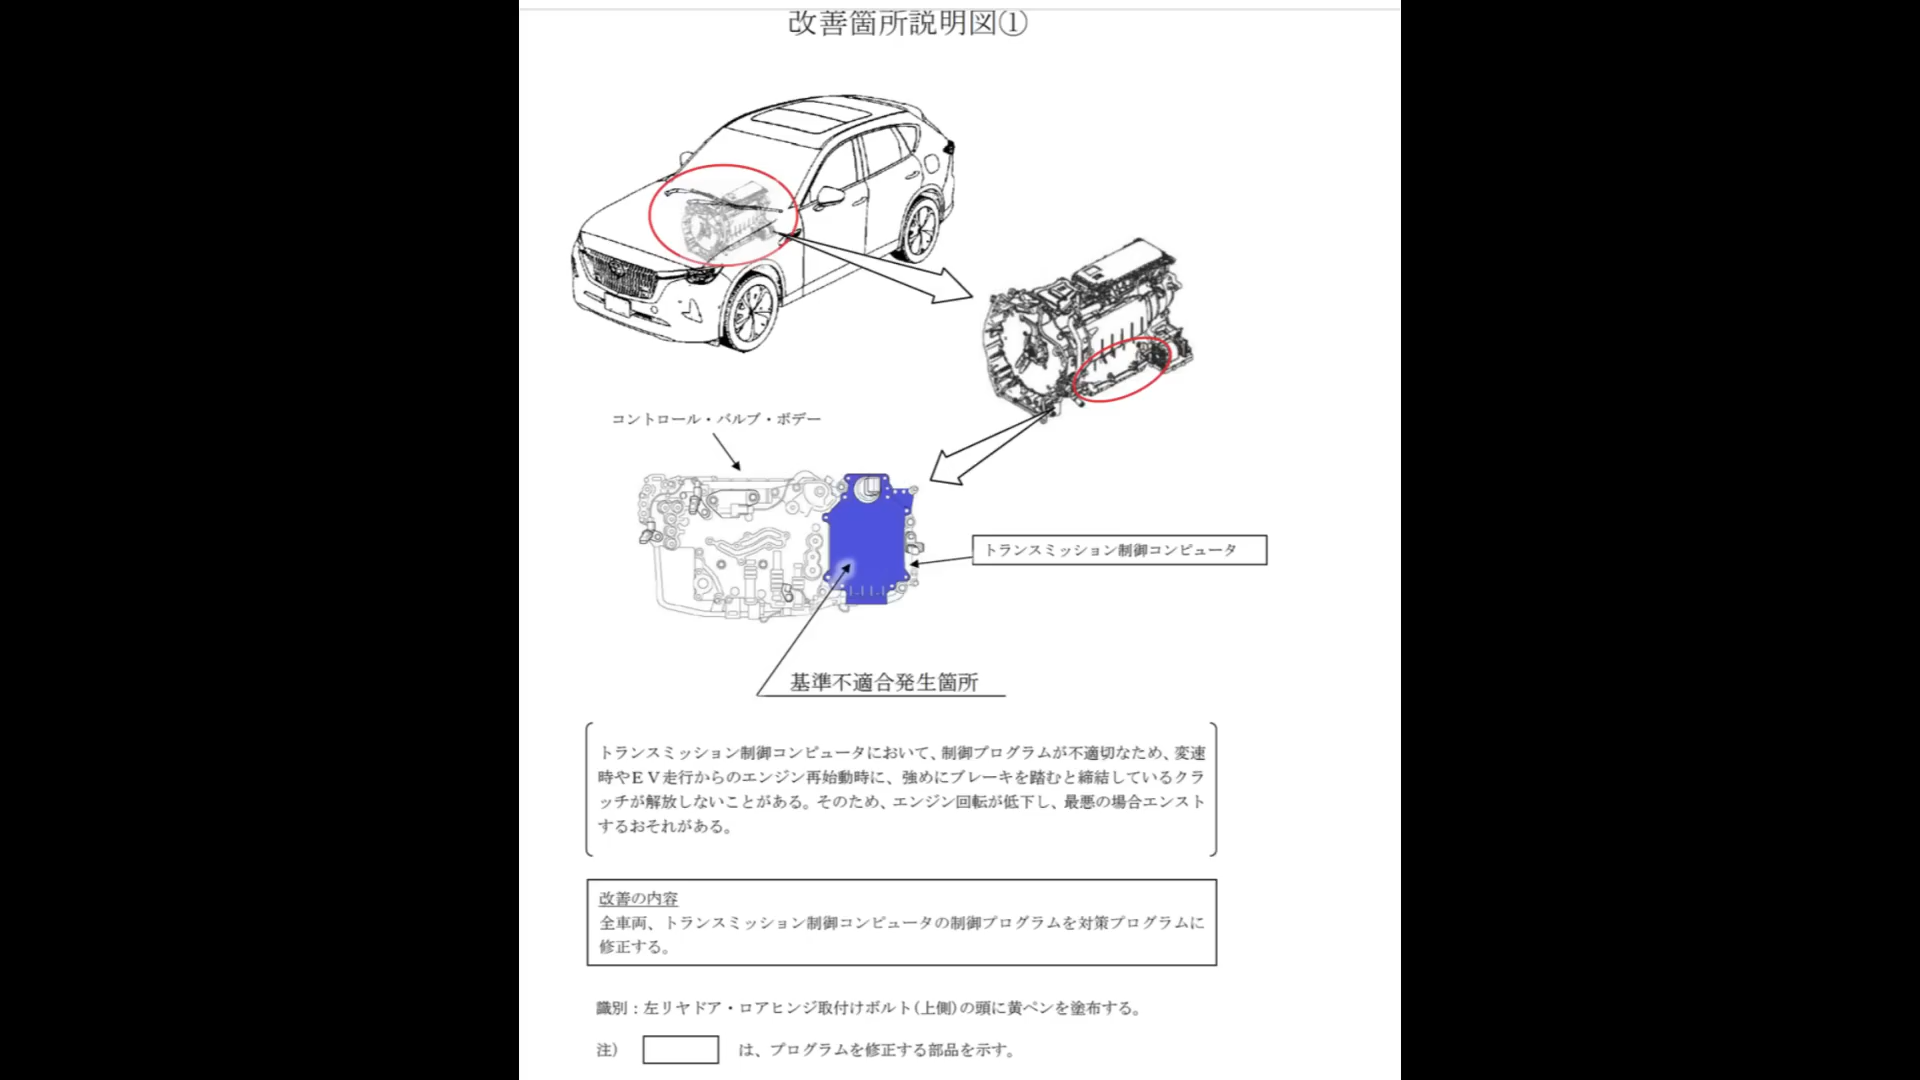 改善箇所説明図①
コントロール・バルブ・ボデー
トランスミッション制御コンピュータ
基準不適合発生箇所
トランスミッション制御コンピュータにおいて、制御プログラムが不適切なため、変速
時やＥＶ走行からのエンジン再始動時に、強めにブレーキを踏むと締結しているクラ
ッチが解放しないことがある。そのため、エンジン回転が低下し、最悪の場合エンスト
するおそれがある。
改善の内容
全車両、トランスミッション制御コンピュータの制御プログラムを対策プログラムに
修正する。
識別：左リヤドア・ロアヒンジ取付けボルト(上側)の頭に黄ペンを塗布する。
注） は、プログラムを修正する部品を示す。